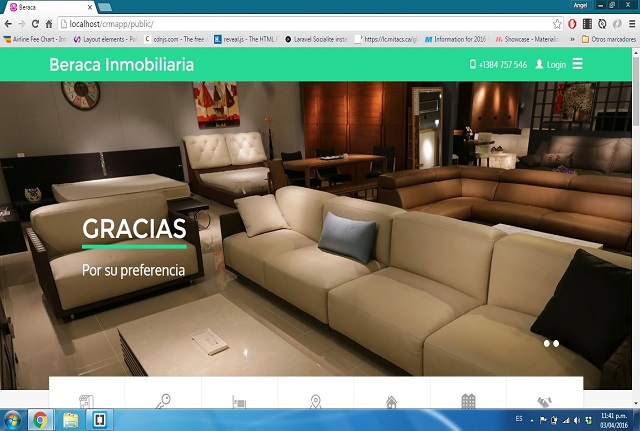 Beraca
Angel
localhost/crmapp/public/
Airline Fee Chart - Int
Layout elements - Pa
cdnjs.com - The free
reveal.js - The HTML
Laravel Socialite inst
https://lc.mitacs.ca/g
Information for 2016
Showcase - Materiali
»
Otros marcadores
Beraca Inmobiliaria
+1384 757 546
Login
GRACIAS
Por su preferencia
ES
11:41 p.m.
03/04/2016